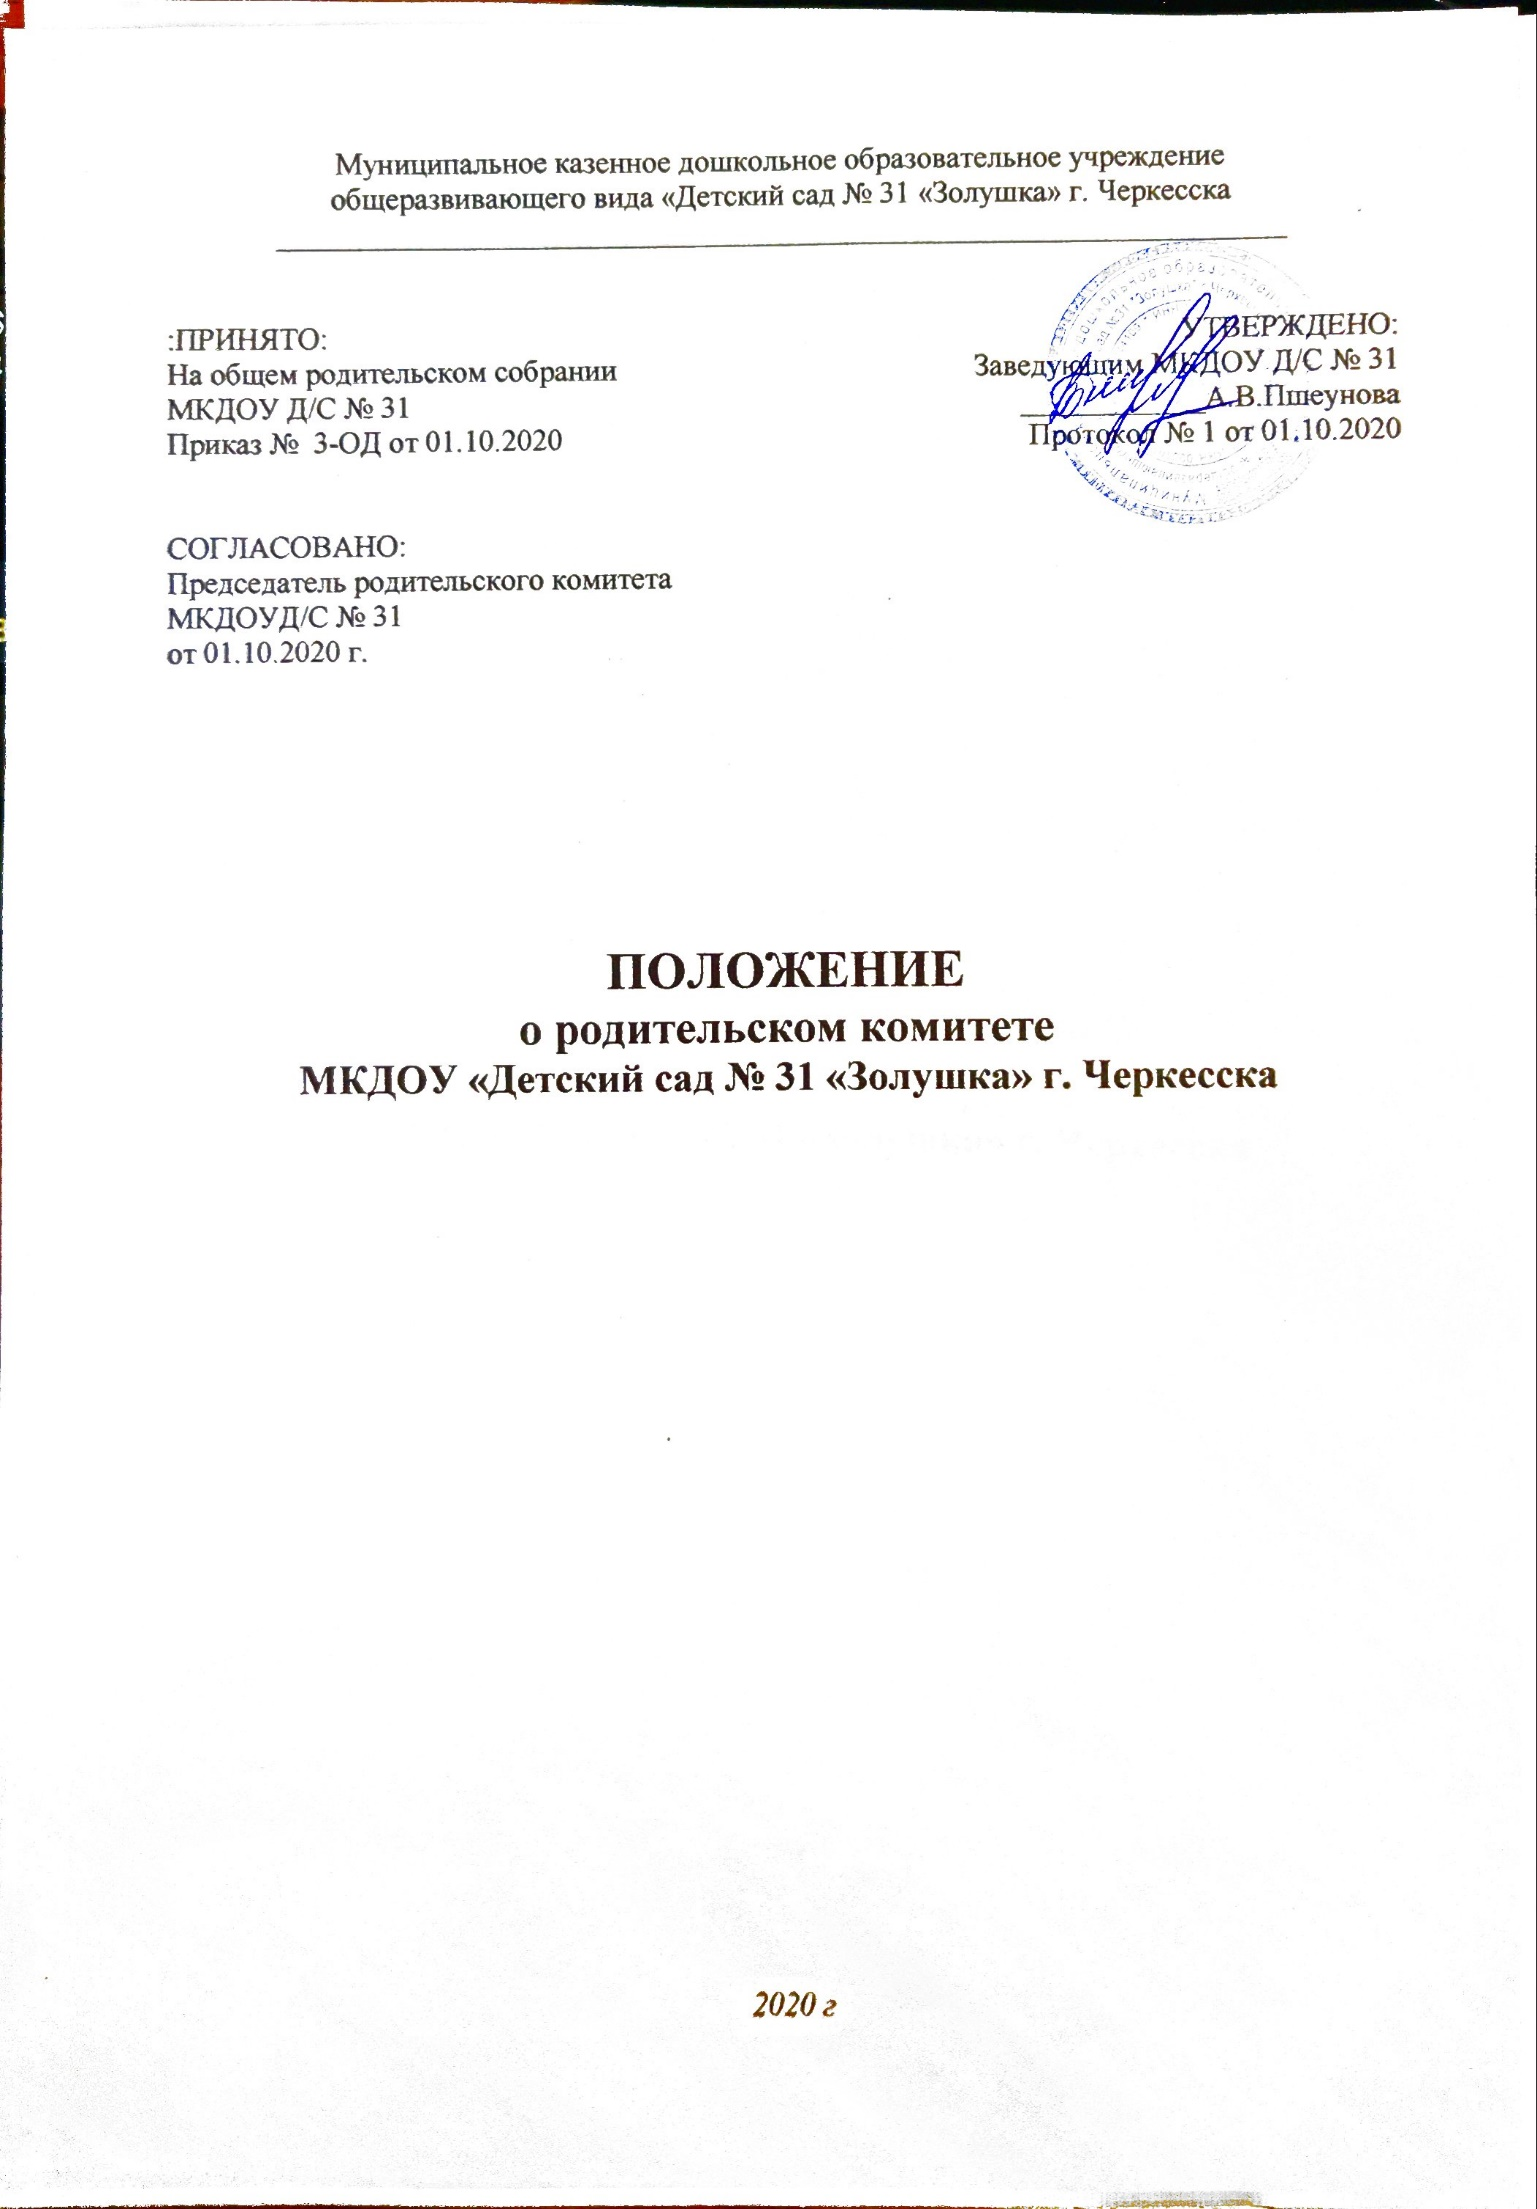 Муниципальное казенное дошкольное образовательное учреждение
общеразвивающего вида «Детский сад № 31 «Золушка» г. Черкесска
:ПРИНЯТО:
На общем родительском собрании
МКДОУ Д/С № 31
Приказ № 3-ОД от 01.10.2020
УТВЕРЖДЕНО:
Заведующим МКДОУ Д/С № 31
А.В.Пшеунова
Протокол № 1 от 01.10.2020
СОГЛАСОВАНО:
Председатель родительского комитета
МКДОУД/С № 31
от 01.10.2020 г.
ПОЛОЖЕНИЕ
о родительском комитете
МКДОУ «Детский сад № 31 «Золушка» г. Черкесска
2020 г